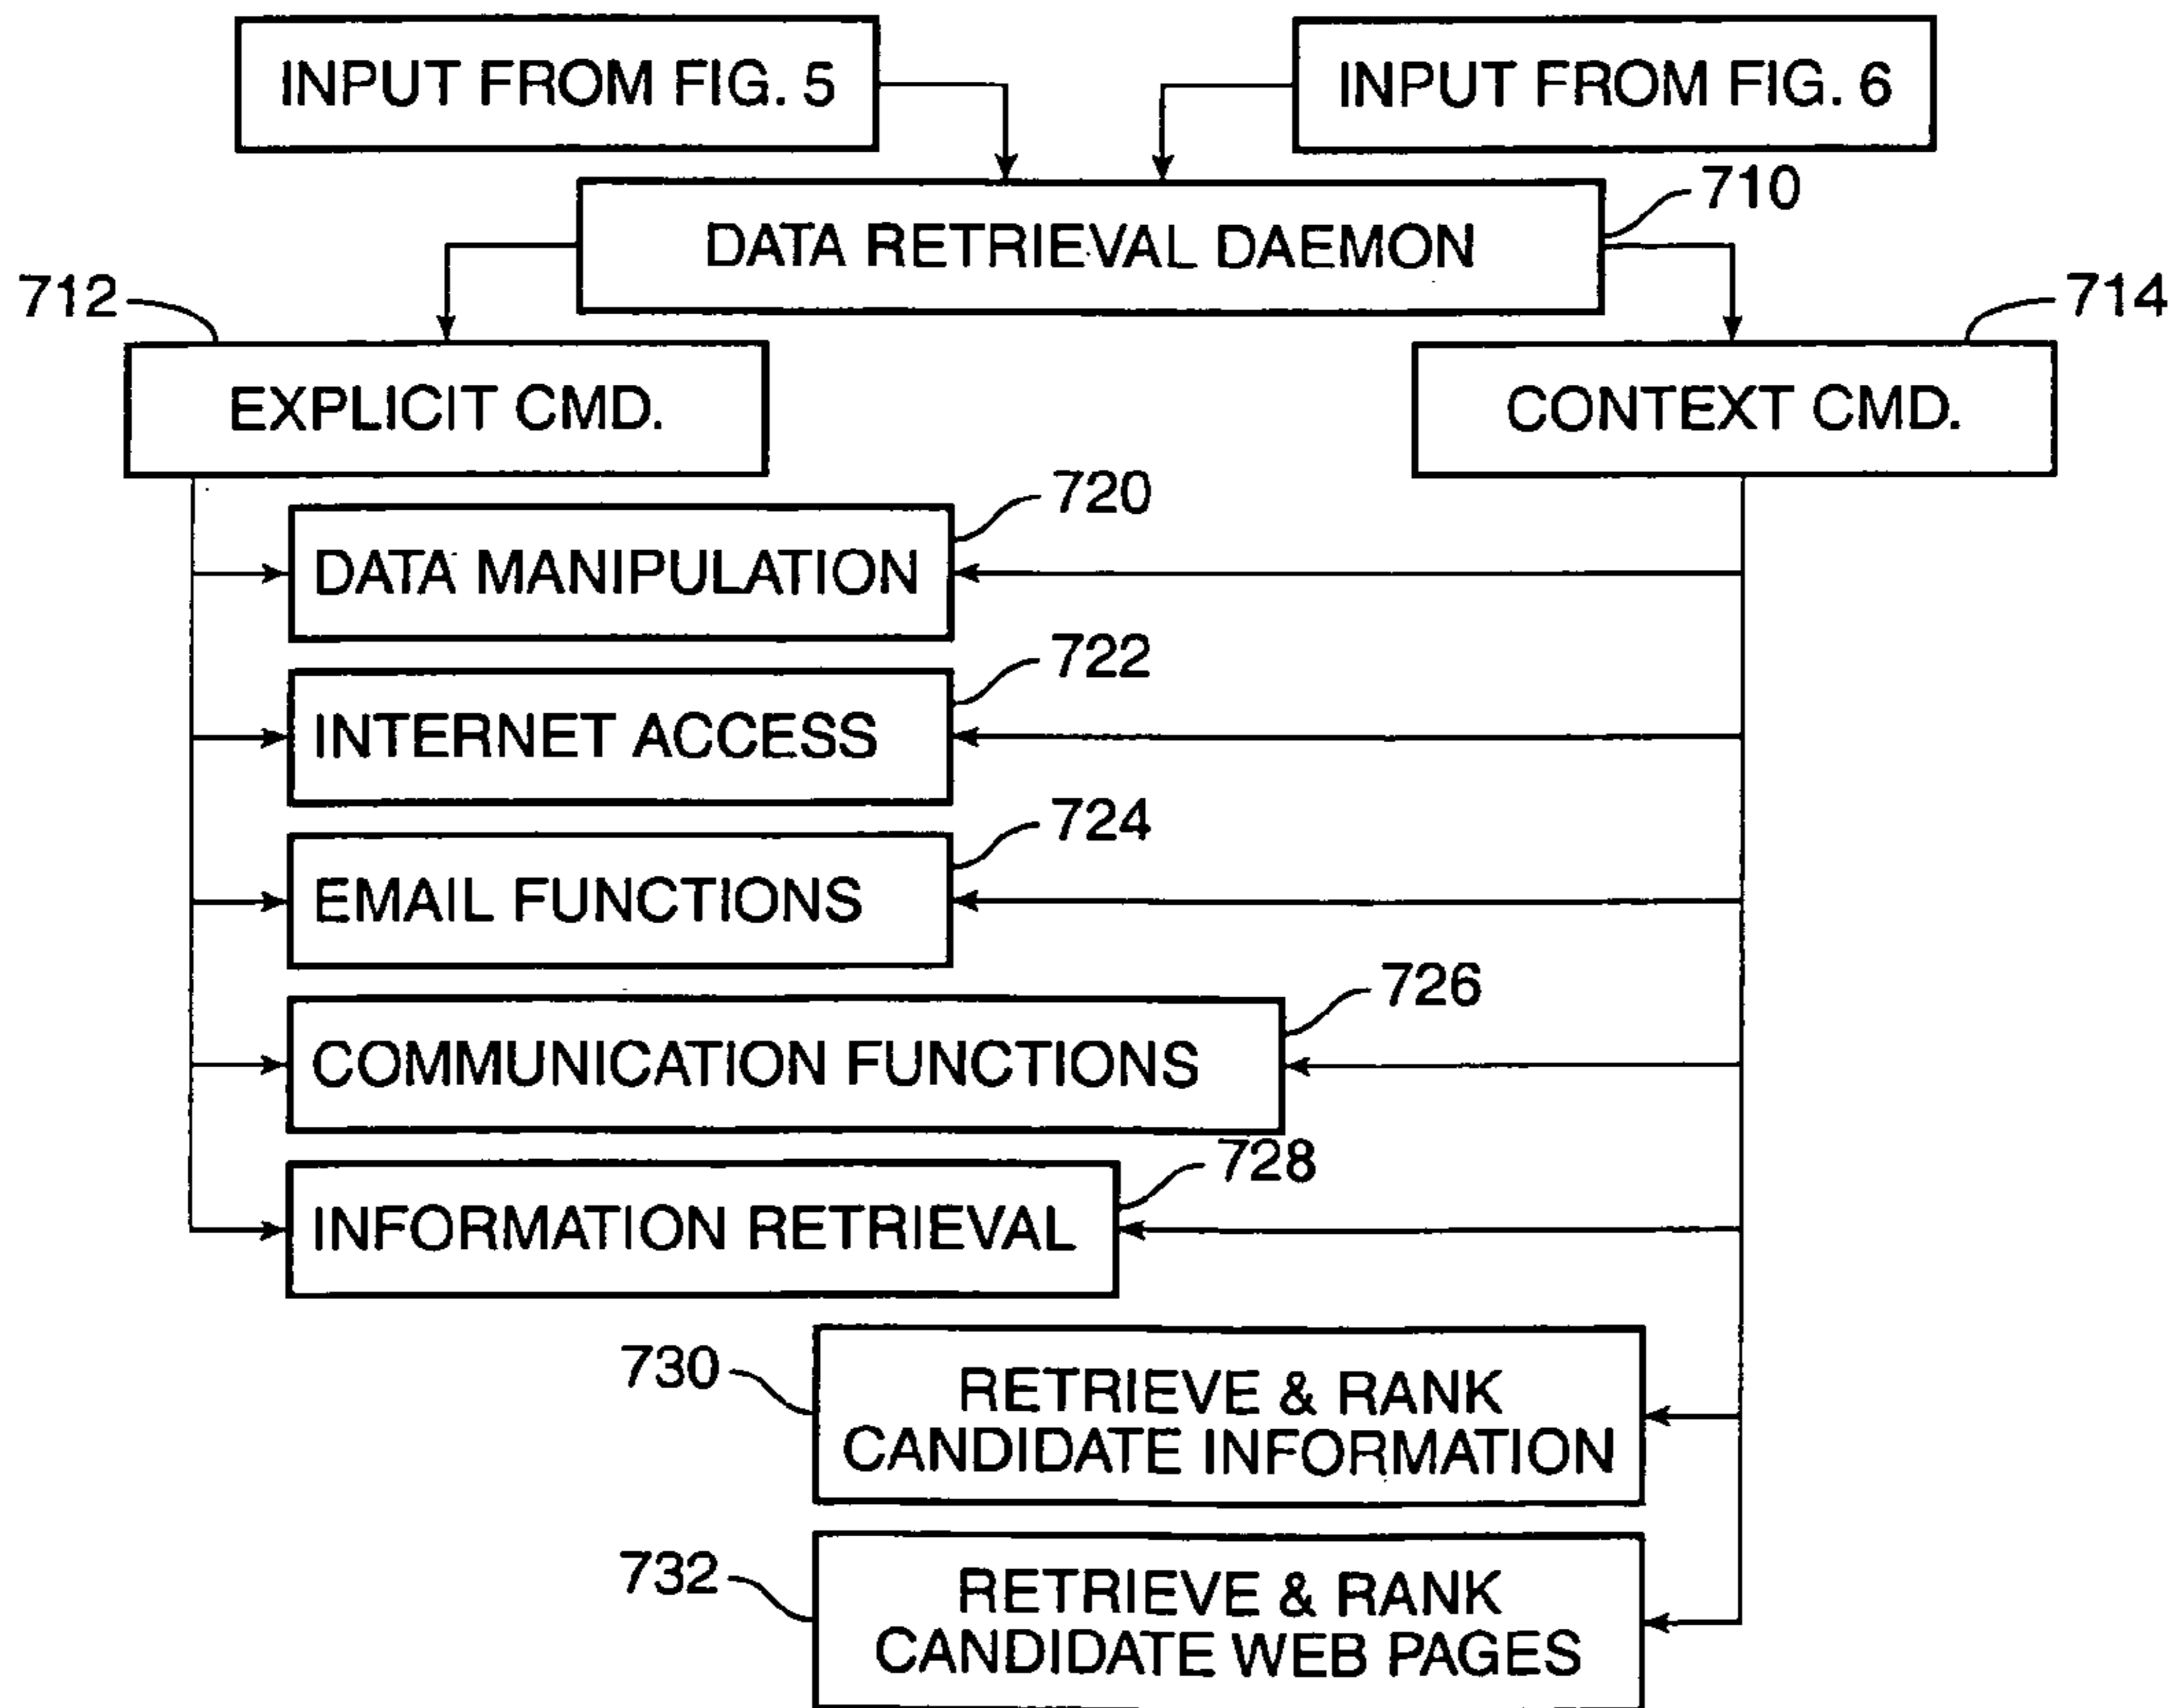 INPUT FROM FIG. 5
INPUT FROM FIG. 6
710
DATA RETRIEVAL DAEMON
712
714
EXPLICIT CMD.
CONTEXT CMD.
720
DATA MANIPULATION
722
INTERNET ACCESS
724
EMAIL FUNCTIONS
726
COMMUNICATION FUNCTIONS
728
INFORMATION RETRIEVAL
730
RETRIEVE & RANK
CANDIDATE INFORMATION
732
RETRIEVE & RANK
CANDIDATE WEB PAGES